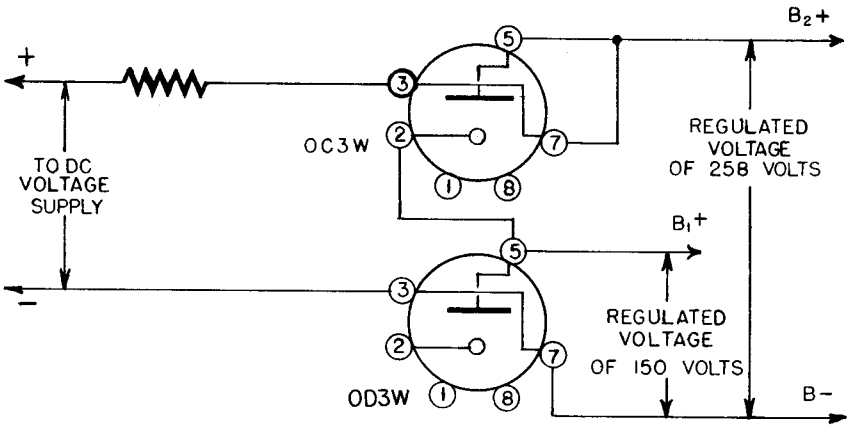 B2+
+
5
3
2
OC3W
7
1
8
REGULATED
VOLTAGE
OF 258 VOLTS
TO DC
VOLTAGE
SUPPLY
B1+
5
-
3
2
7
REGULATED
VOLTAGE
OF 150 VOLTS
OD3W
1
8
B-